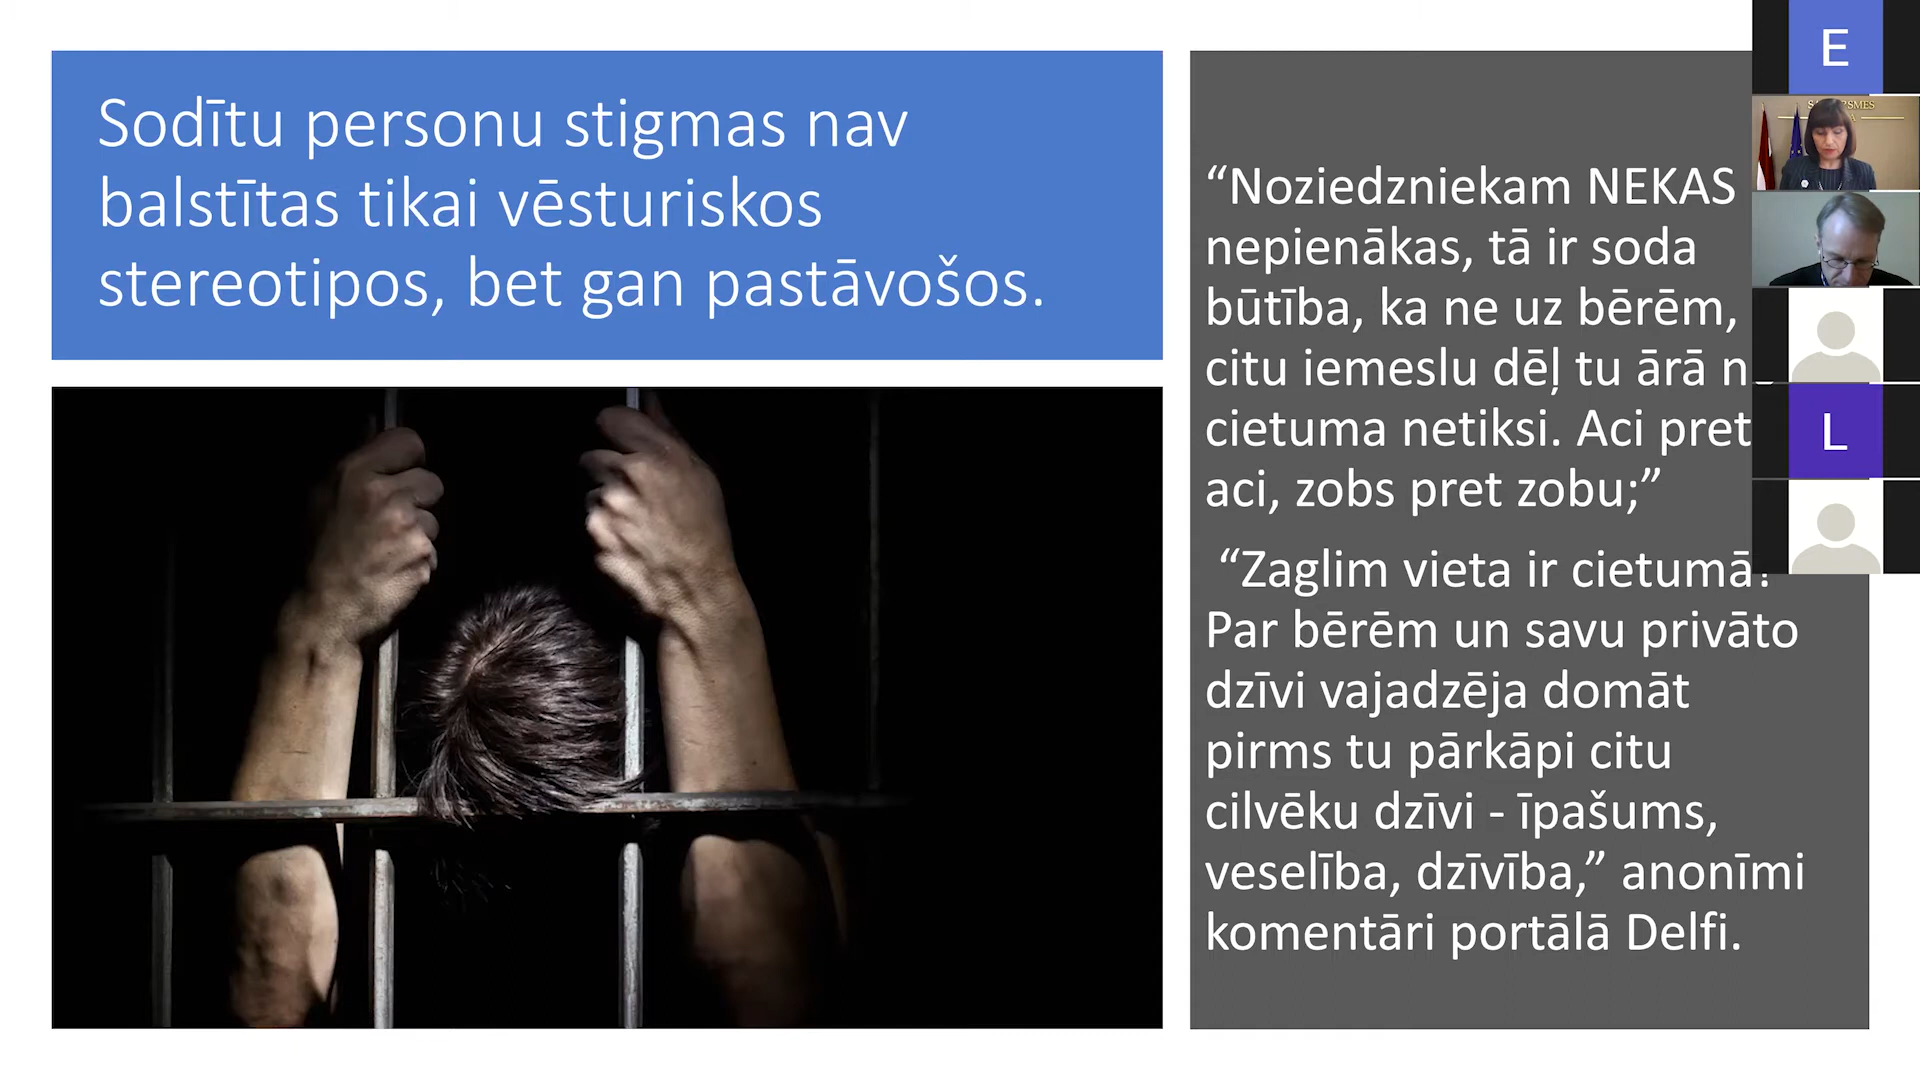 Sodītu personu stigmas nav
balstītas tikai vēsturiskos
stereotipos, bet gan pastāvošos.
“Noziedzniekam NEKAS
nepienākas, tā ir soda
būtība, ka ne uz bērēm,
citu iemeslu dēļ tu ārā
cietuma netiksi. Aci pret
aci, zobs pret zobu;”
“Zaglim vieta ir cietumā!
Par bērēm un savu privāto
dzīvi vajadzēja domāt
pirms tu pārkāpi citu
cilvēku dzīvi - īpašums,
veselība, dzīvība,” anonīmi
komentāri portālā Delfi.
E
L